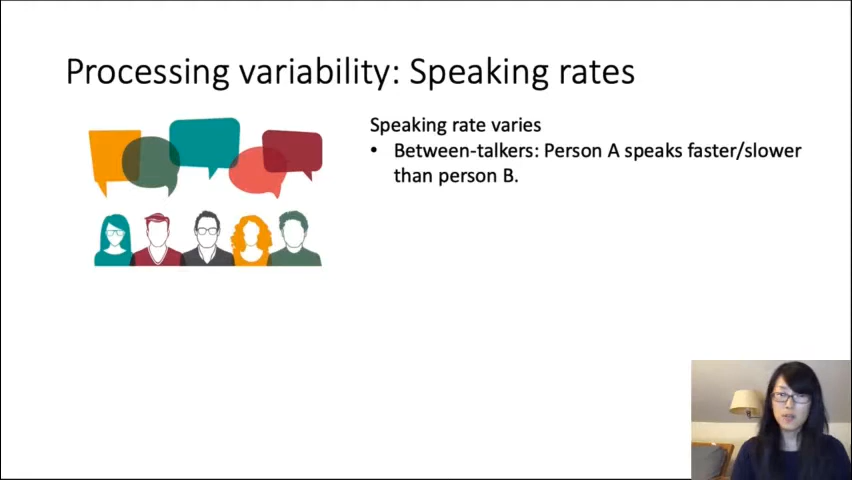 Processing variability: Speaking rates
Speaking rate varies
• Between-talkers: Person A speaks faster/slower
than person B.